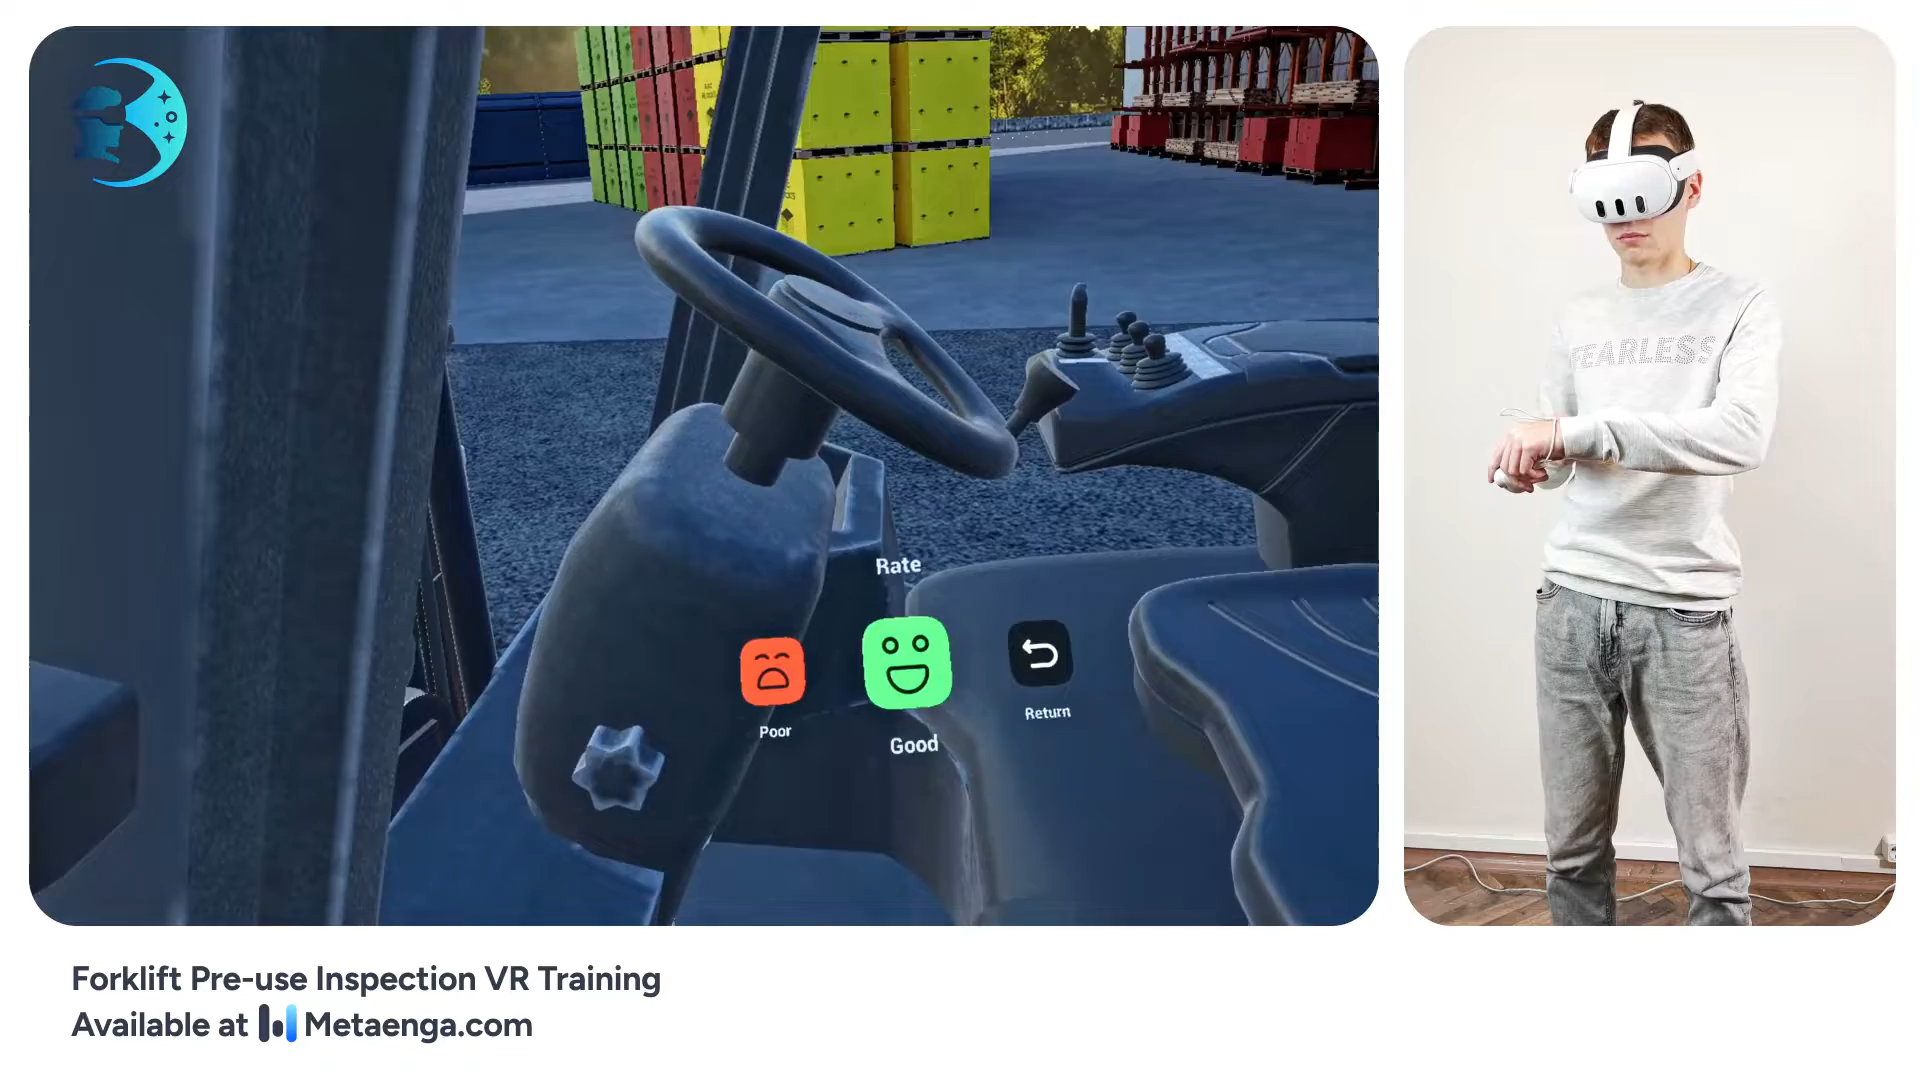 Rate
Poor
Good
Return
FEARLESS
Forklift Pre-use Inspection VR Training
Available at Metaenga.com